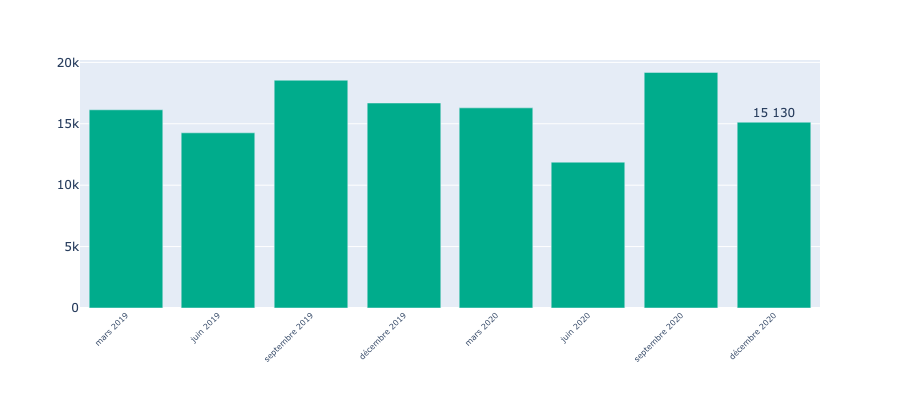 20k
15k
10k
5k
0
15 130
mars 2019
juin 2019
septembre 2019
décembre 2019
mars 2020
juin 2020
septembre 2020
décembre 2020